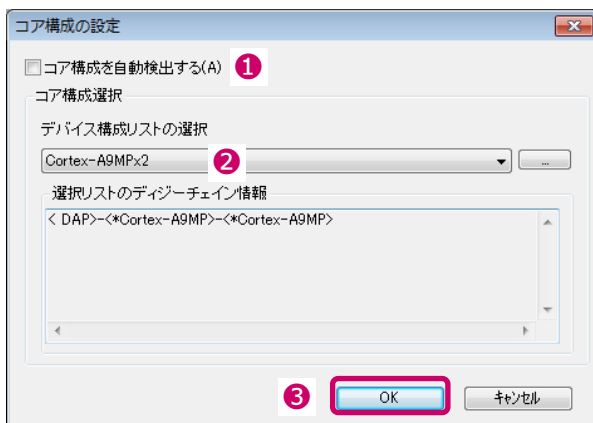 コア構成の設定
コア構成を自動検出する(A) ❶
コア構成選択
デバイス構成リストの選択
Cortex-A9MPx2 ❷ ...
選択リストのディジーチェイン情報
< DAP>-<*Cortex-A9MP>-<*Cortex-A9MP>
❸ OK キャンセル